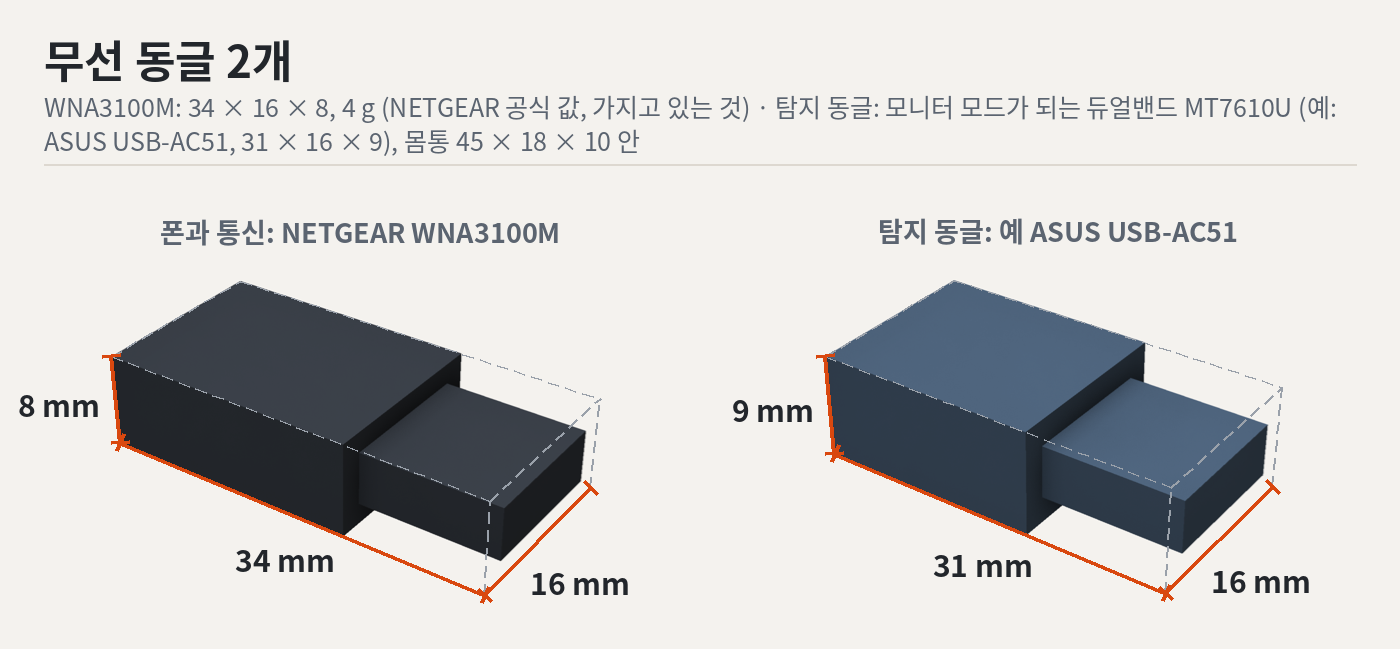 무선 동글 2개
WNA3100M: 34 × 16 × 8, 4 g (NETGEAR 공식 값, 가지고 있는 것) · 탐지 동글: 모니터 모드가 되는 듀얼밴드 MT7610U (예:
ASUS USB-AC51, 31 × 16 × 9), 몸통 45 × 18 × 10 안
폰과 통신: NETGEAR WNA3100M
탐지 동글: 예 ASUS USB-AC51
8 mm
34 mm
16 mm
9 mm
31 mm
16 mm